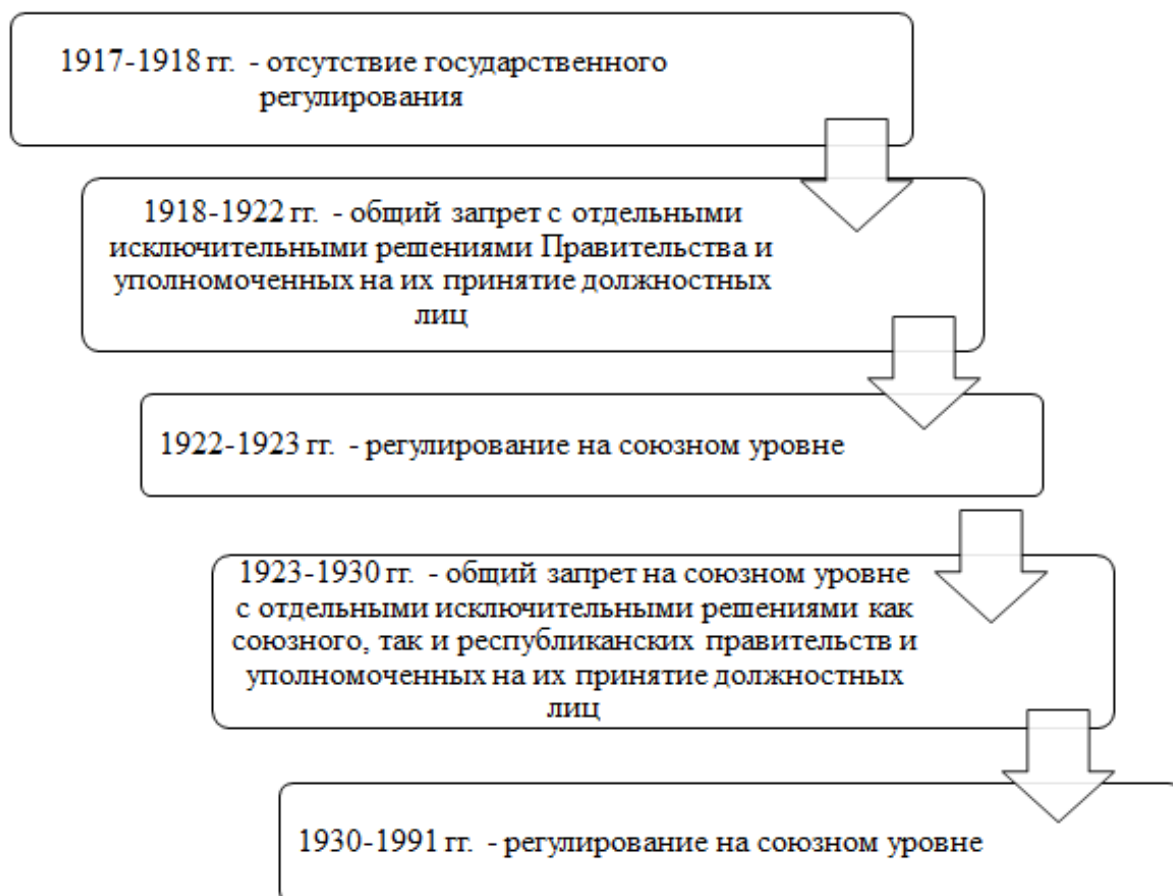 1917-1918 гг. - отсутствие государственного
регулирования
1918-1922 гг. - общий запрет с отдельными
исключительными решениями Правительства и
уполномоченных на их принятие должностных
лиц
1922-1923 гг. - регулирование на союзном уровне
1923-1930 гг. - общий запрет на союзном уровне
с отдельными исключительными решениями как
союзного, так и республиканских правительств и
уполномоченных на их принятие должностных
лиц
1930-1991 гг. - регулирование на союзном уровне